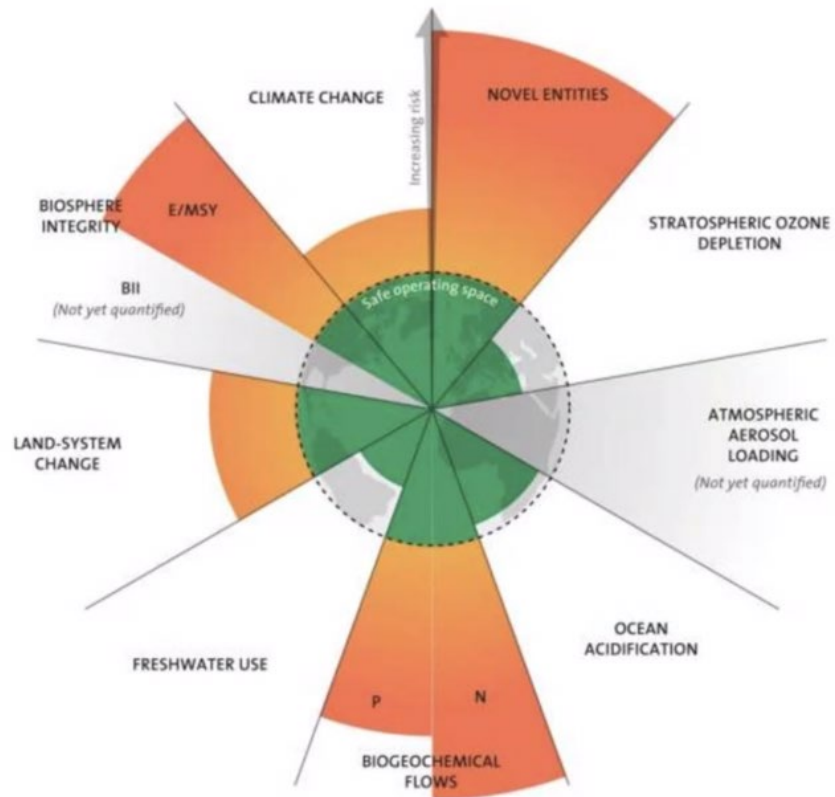 CLIMATE CHANGE
Increasing risk
NOVEL ENTITIES
BIOSPHERE
INTEGRITY
E/MSY
STRATOSPHERIC OZONE
DEPLETION
BII
(Not yet quantified)
Safe operating space
LAND-SYSTEM
CHANGE
ATMOSPHERIC
AEROSOL
LOADING
(Not yet quantified)
FRESHWATER USE
OCEAN
ACIDIFICATION
P
N
BIOGEOCHEMICAL
FLOWS